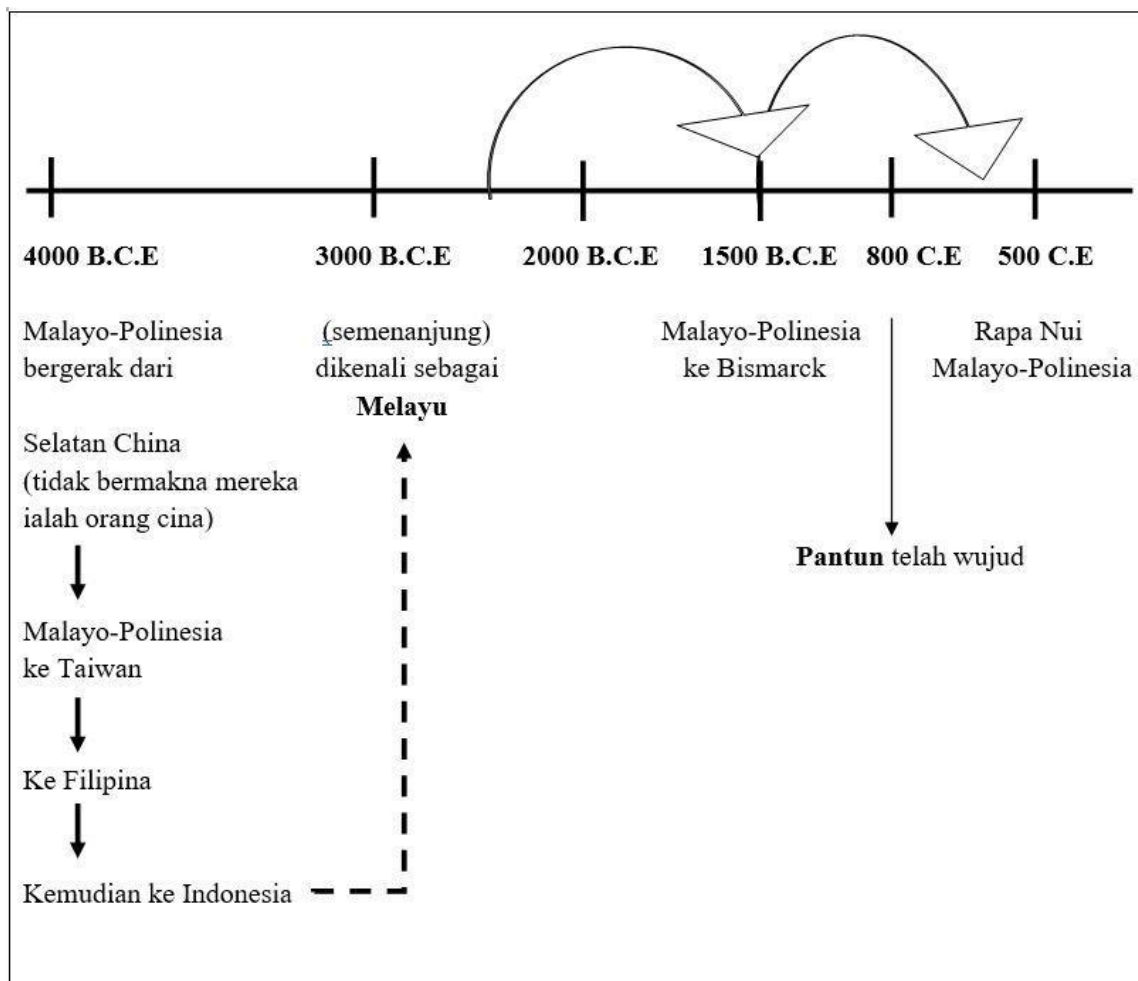 4000 B.C.E 3000 B.C.E 2000 B.C.E 1500 B.C.E 800 C.E 500 C.E
Malayo-Polinesia
bergerak dari
Selatan China
(tidak bermakna mereka
ialah orang cina)
Malayo-Polinesia
ke Taiwan
Ke Filipina
Kemudian ke Indonesia
(semenanjung)
dikenali sebagai
Melayu
Malayo-Polinesia
ke Bismarck
Pantun telah wujud
Rapa Nui
Malayo-Polinesia